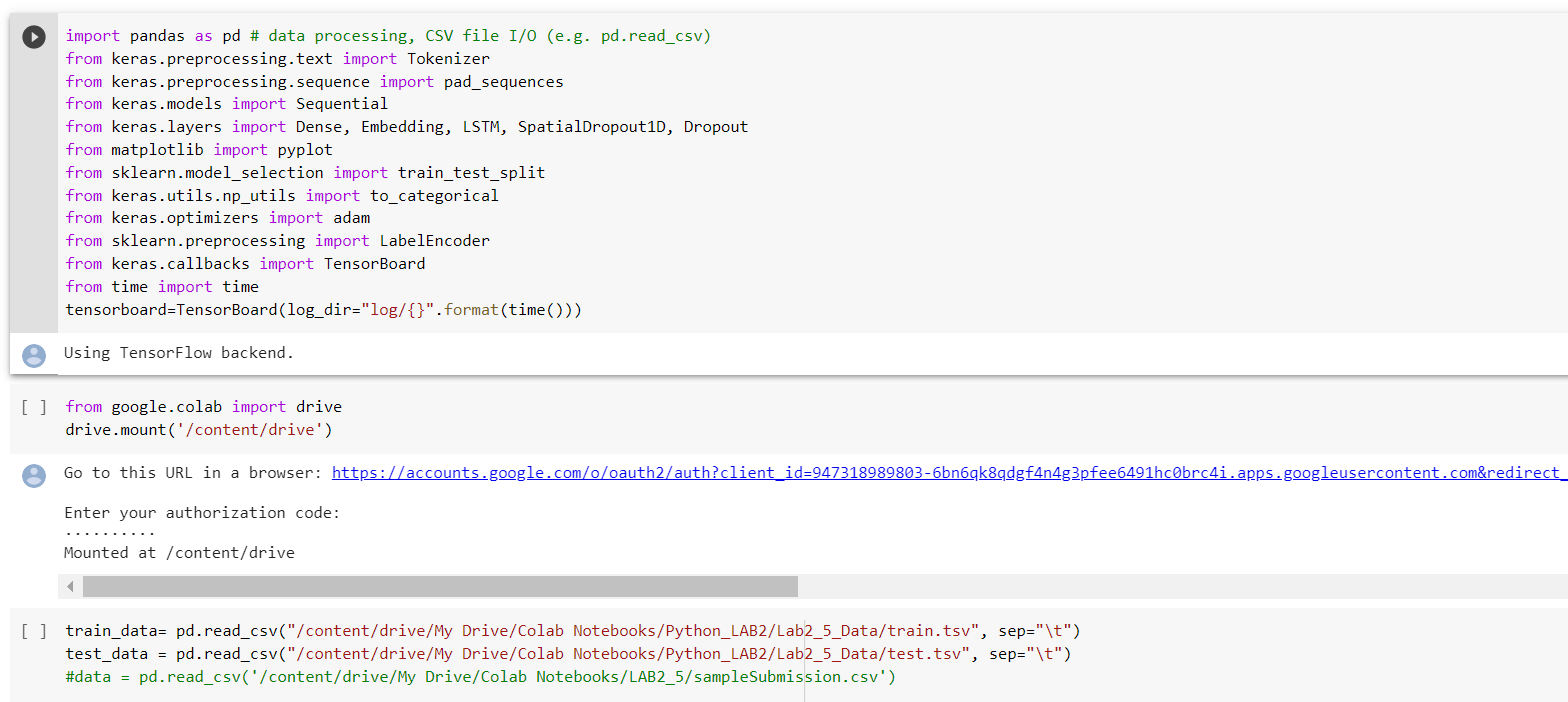 import pandas as pd # data processing, CSV file I/O (e.g. pd.read_csv)
from keras.preprocessing.text import Tokenizer
from keras.preprocessing.sequence import pad_sequences
from keras.models import Sequential
from keras.layers import Dense, Embedding, LSTM, SpatialDropout1D, Dropout
from matplotlib import pyplot
from sklearn.model_selection import train_test_split
from keras.utils.np_utils import to_categorical
from keras.optimizers import adam
from sklearn.preprocessing import LabelEncoder
from keras.callbacks import TensorBoard
from time import time
tensorboard=TensorBoard(log_dir="log/{}".format(time()))
Using TensorFlow backend.
[ ] from google.colab import drive
drive.mount('/content/drive')
Go to this URL in a browser: https://accounts.google.com/o/oauth2/auth?client_id=947318989803-6bn6qk8qdgf4n4g3pfee6491hc0brc4i.apps.googleusercontent.com&redirect_
Enter your authorization code:
..........
Mounted at /content/drive
[ ] train_data= pd.read_csv("/content/drive/My Drive/Colab Notebooks/Python_LAB2/Lab2_5_Data/train.tsv", sep="\t")
test_data = pd.read_csv("/content/drive/My Drive/Colab Notebooks/Python_LAB2/Lab2_5_Data/test.tsv", sep="\t")
#data = pd.read_csv('/content/drive/My Drive/Colab Notebooks/LAB2_5/sampleSubmission.csv')